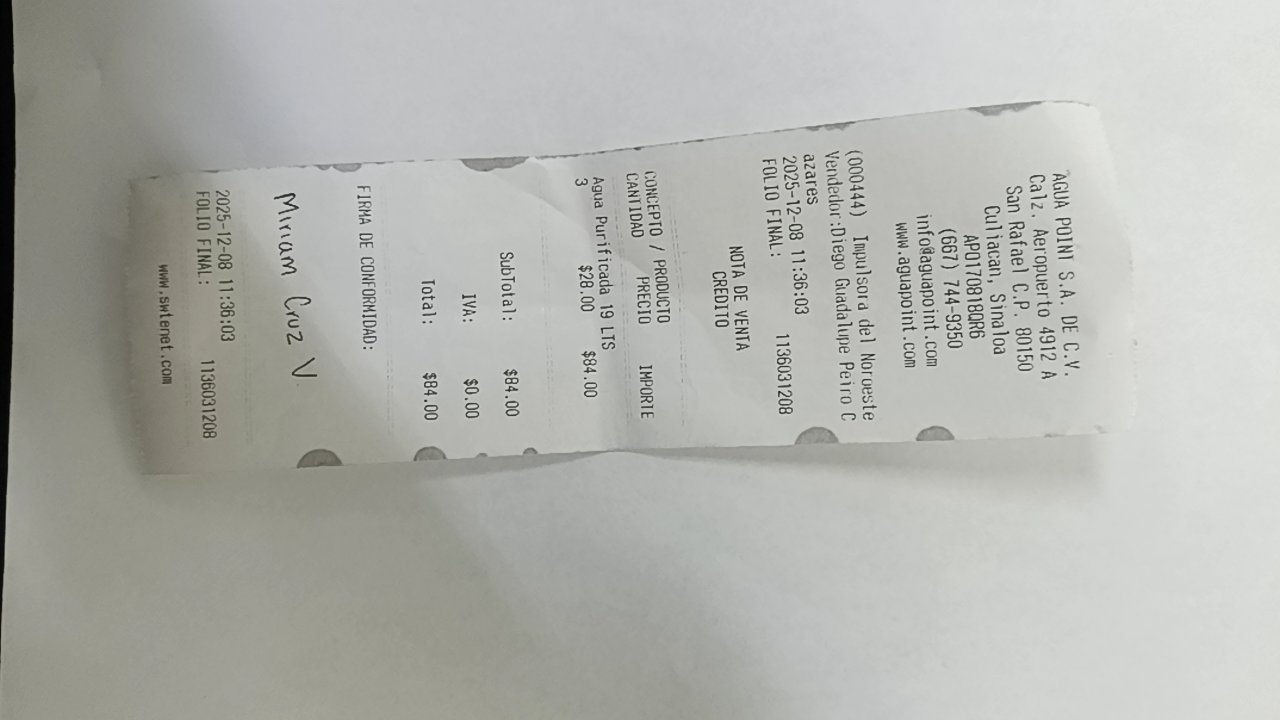 AGUA POINT S.A. DE C.V.
Calz. Aeropuerto 4912 A
San Rafael C.P. 80150
Culiacan, Sinaloa
APO170818QR6
(667) 744-9350
info@aguapoint.com
www.aguapoint.com
(000444) Impulsora del Noroeste
Vendedor:Diego Guadalupe Peiro C
azares
2025-12-08 11:36:03
FOLIO FINAL: 1136031208
NOTA DE VENTA
CREDITO
CONCEPTO / PRODUCTO
CANTIDAD PRECIO IMPORTE
Agua Purificada 19 LTS
3 $28.00 $84.00
SubTotal: $84.00
IVA: $0.00
Total: $84.00
FIRMA DE CONFORMIDAD:
Miriam Cruz V.
2025-12-08 11:36:03
FOLIO FINAL: 1136031208
www.swtenet.com